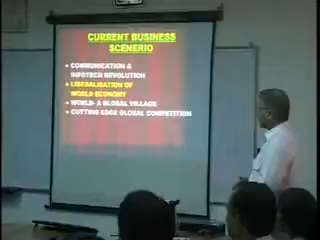 CURRENT BUSINESS
SCENERIO
COMMUNICATION &
INFOTECH REVOLUTION
LIBERALISATION OF
WORLD ECONOMY
WORLD- A GLOBAL VILLAGE
CUTTING EDGE GLOBAL COMPETITION